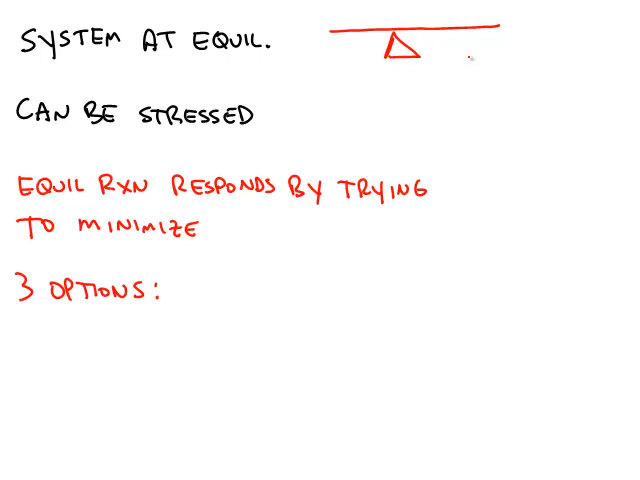 SYSTEM AT EQUIL.
CAN BE STRESSED
EQUIL RXN RESPONDS BY TRYING
TO MINIMIZE
3 OPTIONS: